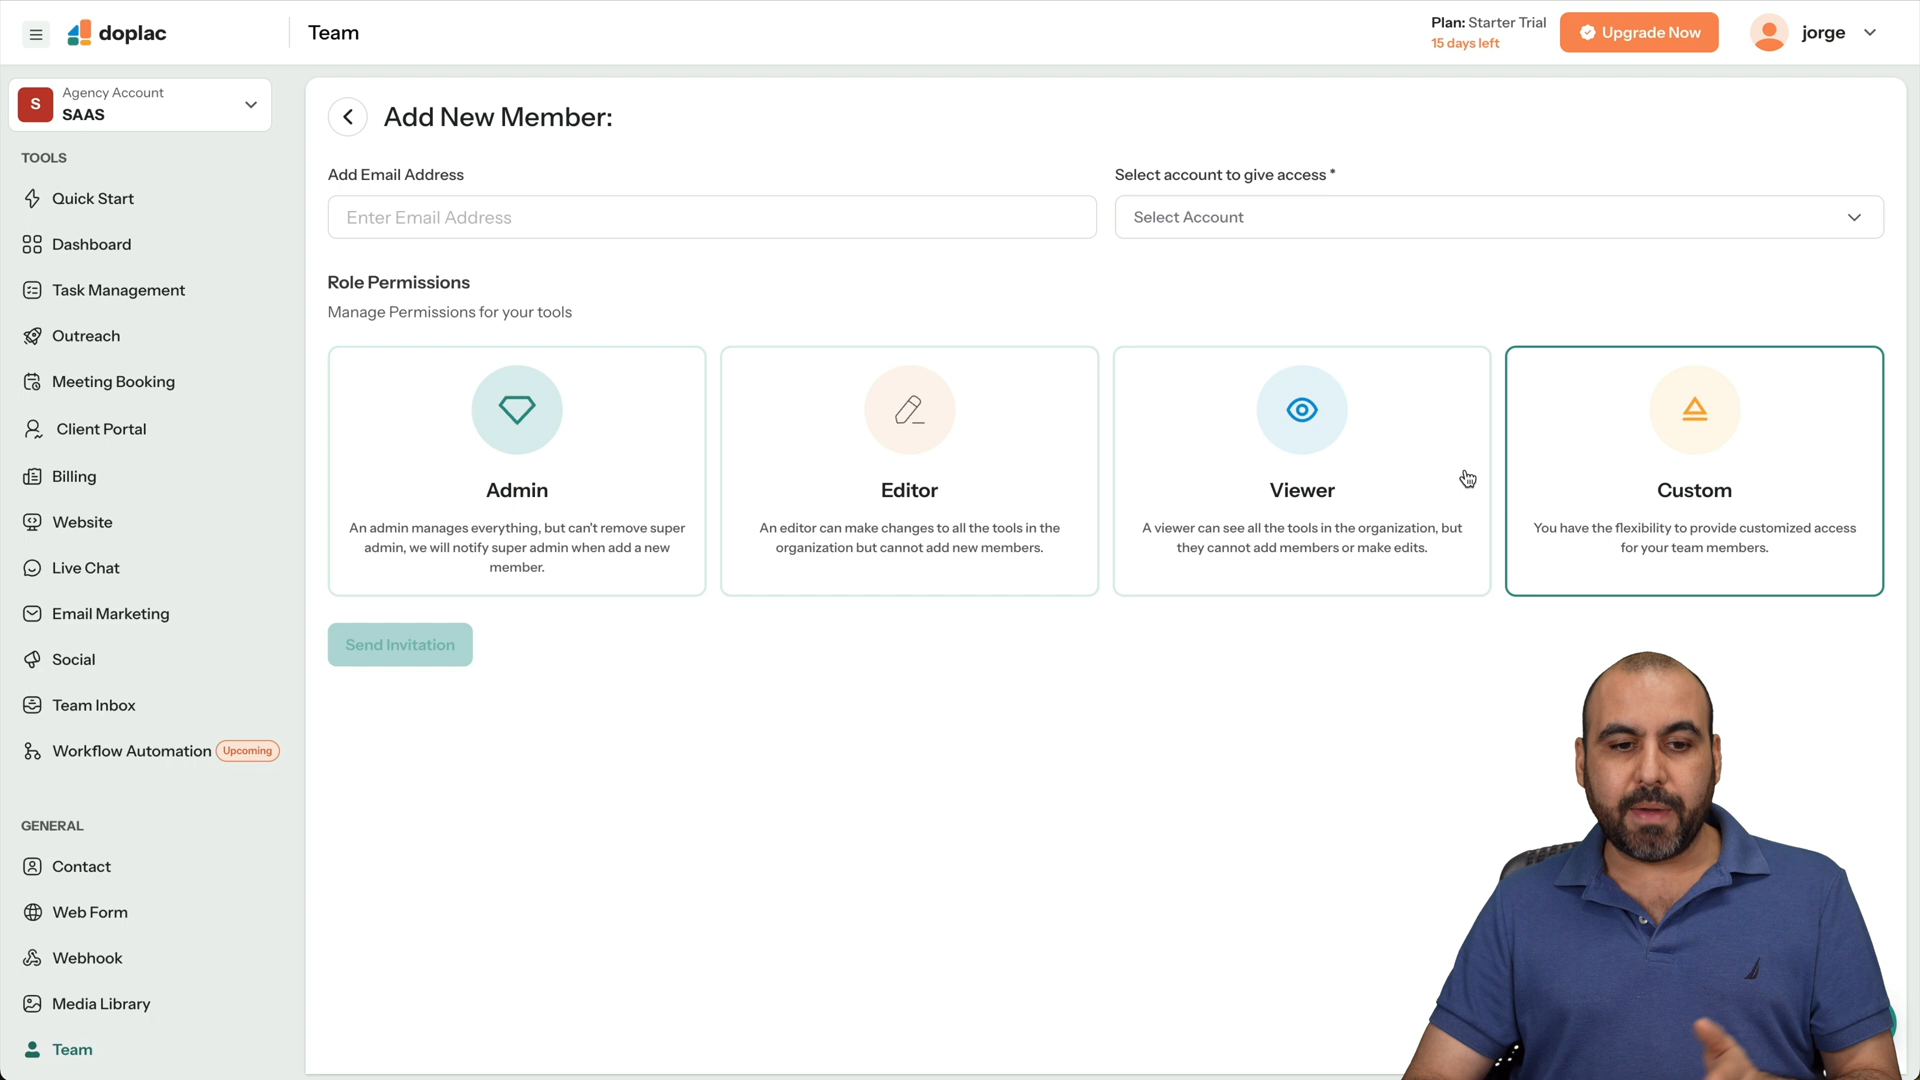 doplac
Team
Plan: Starter Trial
15 days left
Upgrade Now
jorge
S
Agency Account
SAAS
TOOLS
Quick Start
Dashboard
Task Management
Outreach
Meeting Booking
Client Portal
Billing
Website
Live Chat
Email Marketing
Social
Team Inbox
Workflow Automation Upcoming
GENERAL
Contact
Web Form
Webhook
Media Library
Team
Add New Member:
Add Email Address
Enter Email Address
Select account to give access *
Select Account
Role Permissions
Manage Permissions for your tools
Admin
An admin manages everything, but can't remove super
admin, we will notify super admin when add a new
member.
Editor
An editor can make changes to all the tools in the
organization but cannot add new members.
Viewer
A viewer can see all the tools in the organization, but
they cannot add members or make edits.
Custom
You have the flexibility to provide customized access
for your team members.
Send Invitation